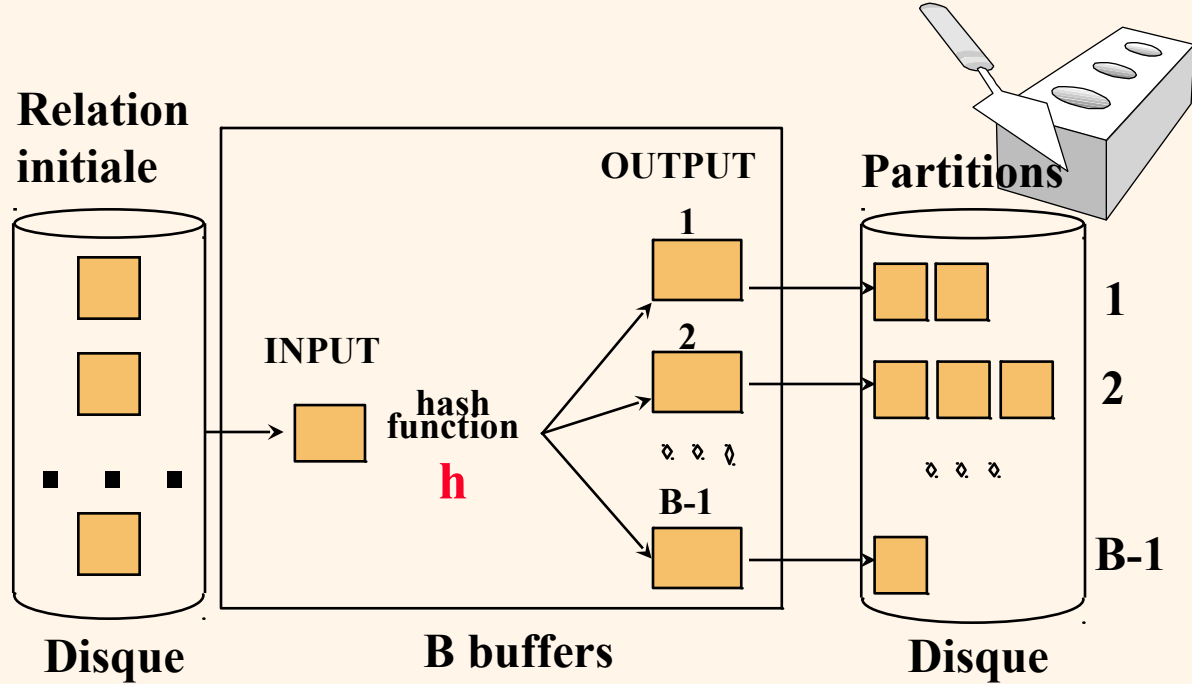 Relation
initiale
OUTPUT
Partitions
1
1
INPUT
2
2
hash
function
h
B-1
B-1
Disque
B buffers
Disque